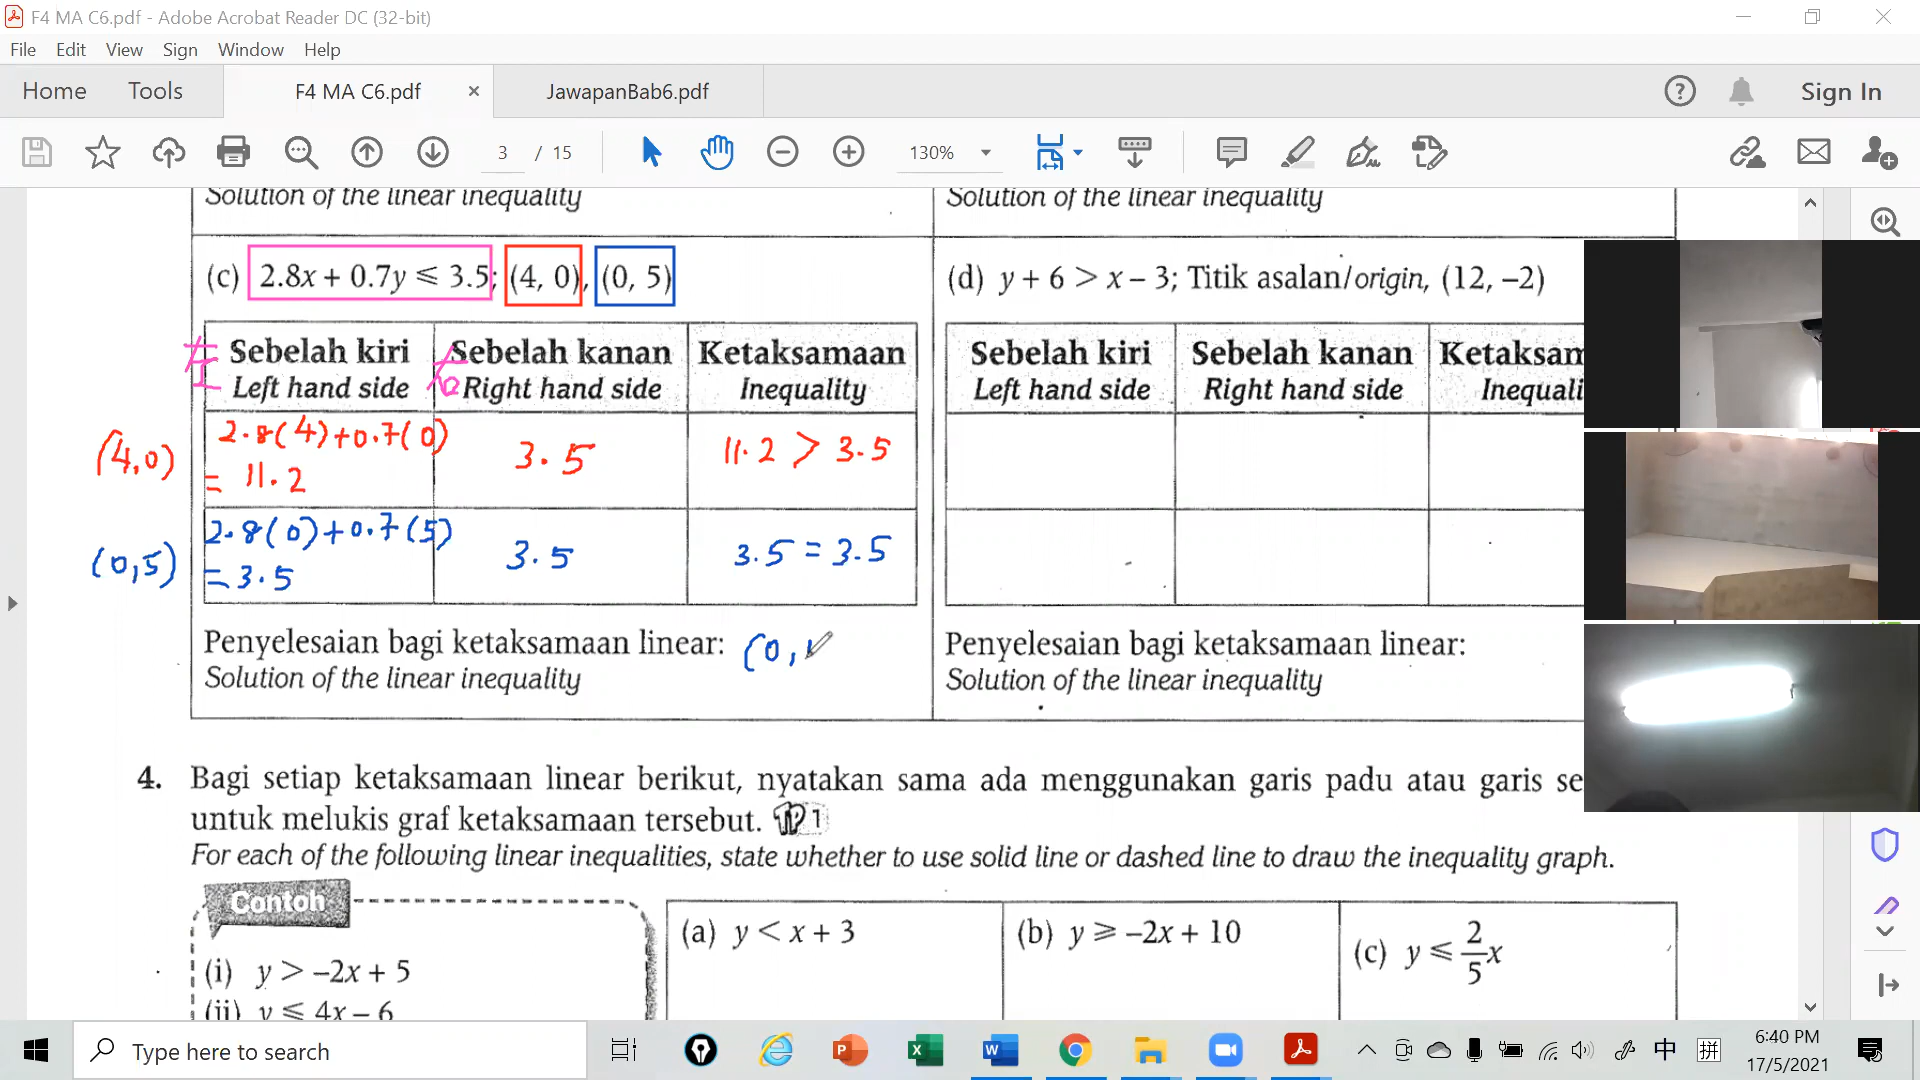 F4 MA C6.pdf - Adobe Acrobat Reader DC (32-bit)
File Edit View Sign Window Help
Home Tools F4 MA C6.pdf × JawapanBab6.pdf Sign In
3 / 15 130%
Solution of the linear inequality
Solution of the linear inequality
(c) 2.8x + 0.7y ⩽ 3.5; (4, 0), (0, 5)
左 Sebelah kiri 右 Sebelah kanan Ketaksamaan
Left hand side Right hand side Inequality
(4,0) 2.8(4)+0.7(0) 3.5 11.2 > 3.5
= 11.2
(0,5) 2.8(0)+0.7(5) 3.5 3.5 = 3.5
= 3.5
Penyelesaian bagi ketaksamaan linear: (0,
Solution of the linear inequality
(d) y + 6 > x – 3; Titik asalan/origin, (12, –2)
Sebelah kiri Sebelah kanan Ketaksam
Left hand side Right hand side Inequali
Penyelesaian bagi ketaksamaan linear:
Solution of the linear inequality
4. Bagi setiap ketaksamaan linear berikut, nyatakan sama ada menggunakan garis padu atau garis se
untuk melukis graf ketaksamaan tersebut. TP 1
For each of the following linear inequalities, state whether to use solid line or dashed line to draw the inequality graph.
Contoh
(i) y > –2x + 5
(ii) y ⩽ 4x – 6
(a) y < x + 3
(b) y ⩾ –2x + 10
(c) y ⩽ 2/5 x
Type here to search
中 拼 6:40 PM
17/5/2021